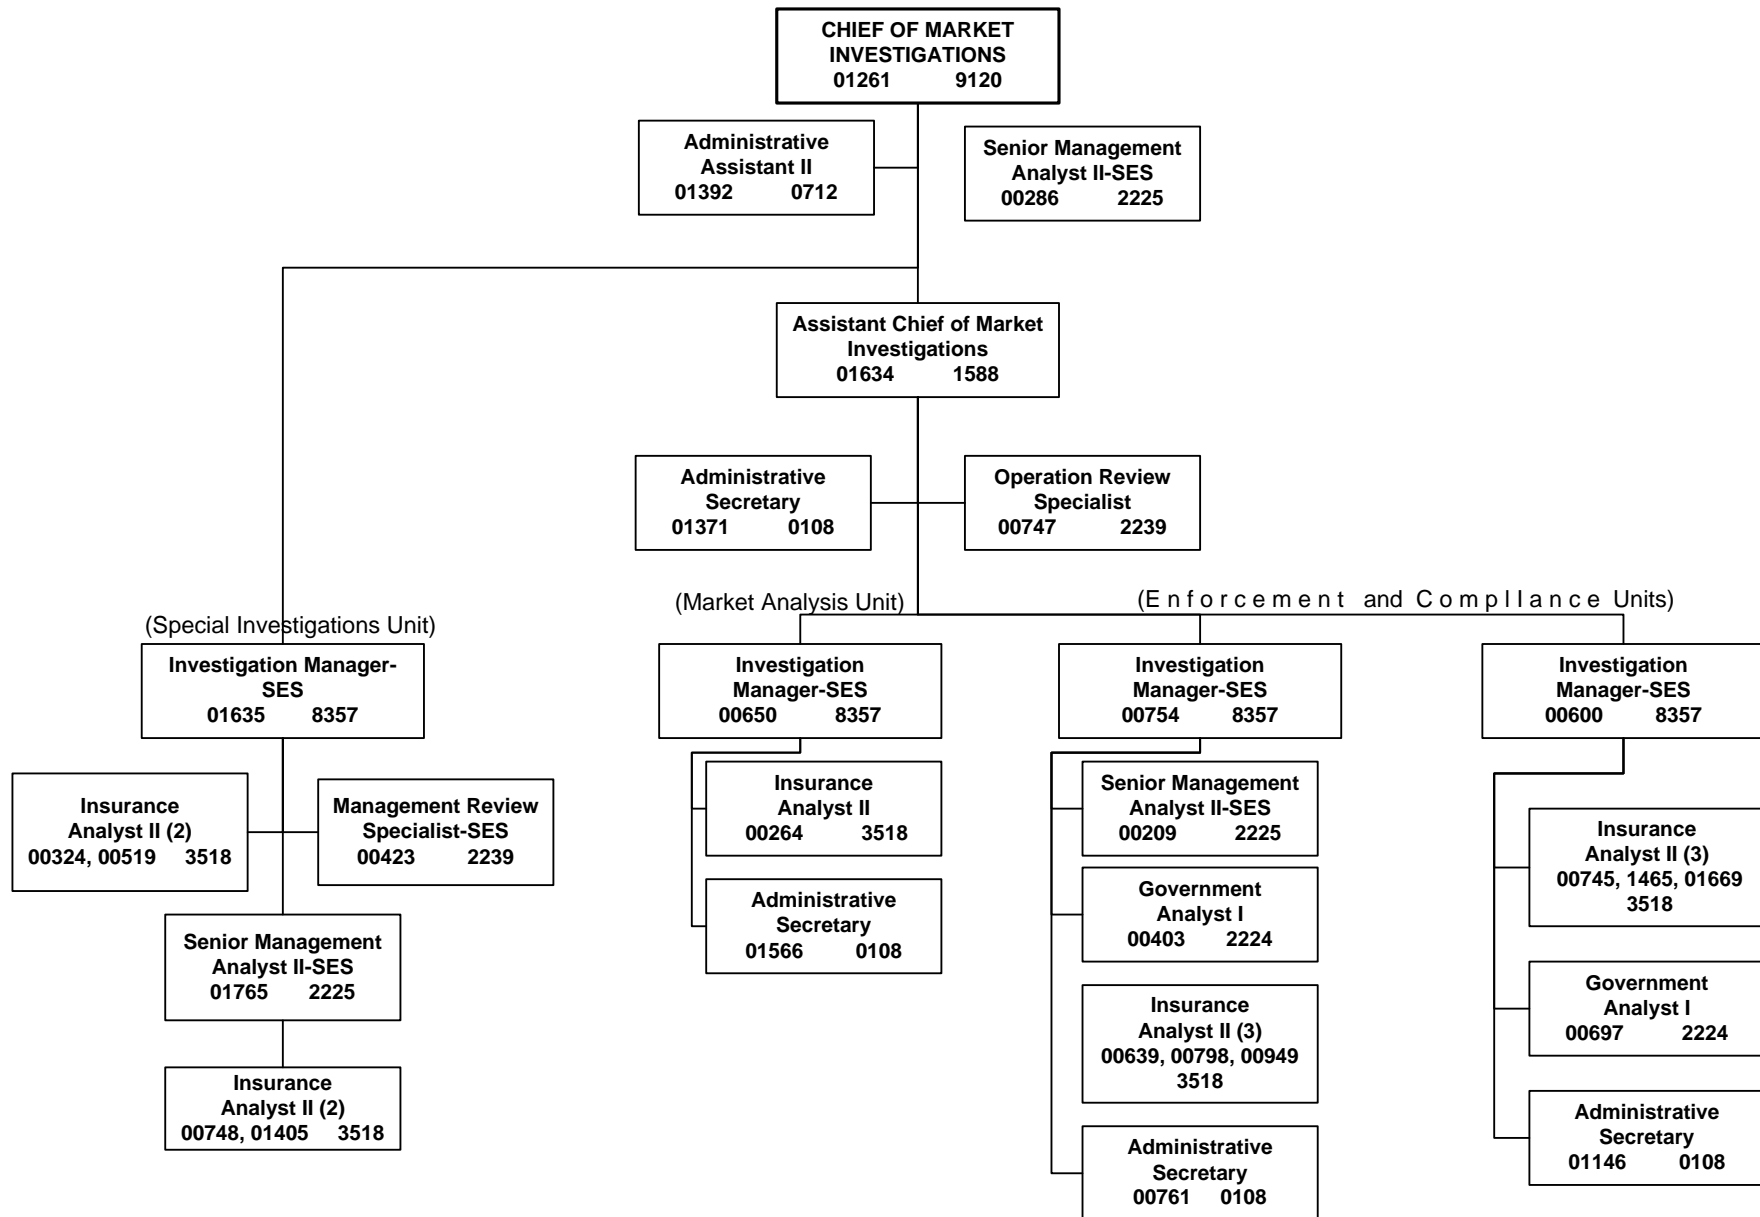 CHIEF OF MARKET
INVESTIGATIONS
01261 9120
Administrative
Assistant II
01392 0712
Senior Management
Analyst II-SES
00286 2225
Assistant Chief of Market
Investigations
01634 1588
Administrative
Secretary
01371 0108
Operation Review
Specialist
00747 2239
(Special Investigations Unit)
(Market Analysis Unit)
(Enforcement and ComplIance Units)
Investigation Manager-
SES
01635 8357
Insurance
Analyst II (2)
00324, 00519 3518
Management Review
Specialist-SES
00423 2239
Senior Management
Analyst II-SES
01765 2225
Insurance
Analyst II (2)
00748, 01405 3518
Investigation
Manager-SES
00650 8357
Insurance
Analyst II
00264 3518
Administrative
Secretary
01566 0108
Investigation
Manager-SES
00754 8357
Senior Management
Analyst II-SES
00209 2225
Government
Analyst I
00403 2224
Insurance
Analyst II (3)
00639, 00798, 00949
3518
Administrative
Secretary
00761 0108
Investigation
Manager-SES
00600 8357
Insurance
Analyst II (3)
00745, 1465, 01669
3518
Government
Analyst I
00697 2224
Administrative
Secretary
01146 0108